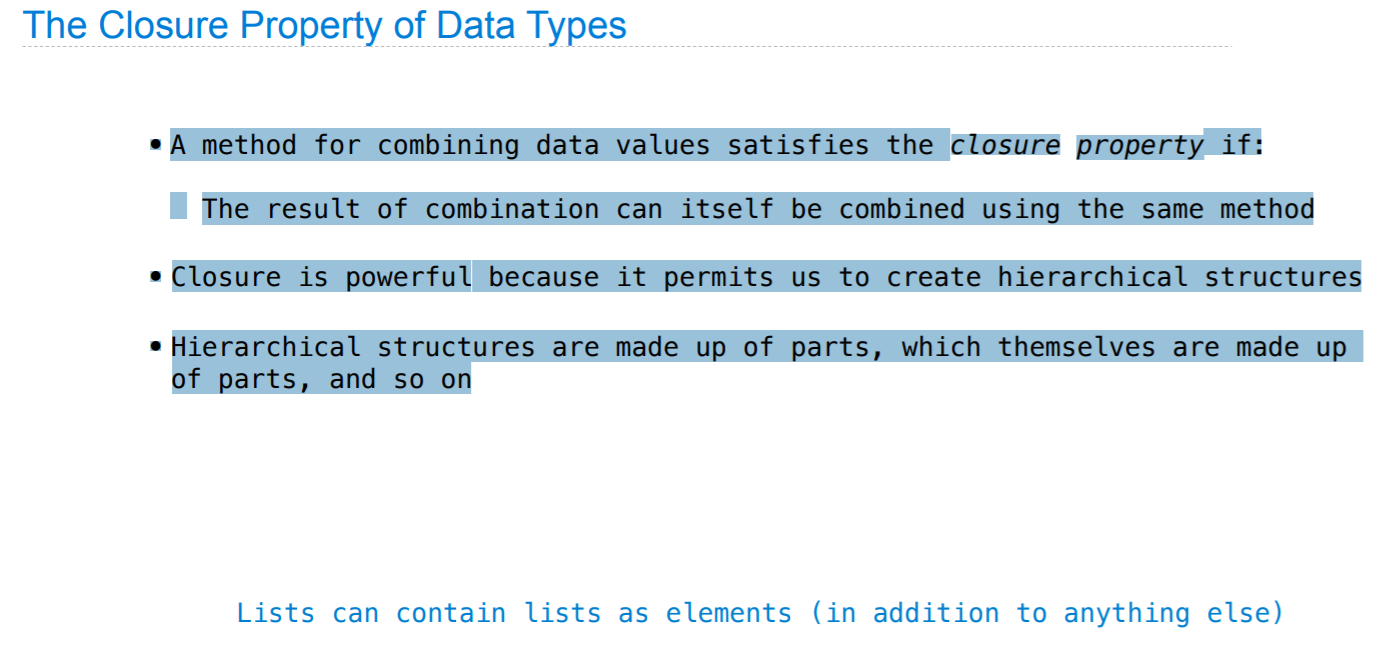 The Closure Property of Data Types
• A method for combining data values satisfies the closure property if:
The result of combination can itself be combined using the same method
• Closure is powerful because it permits us to create hierarchical structures
• Hierarchical structures are made up of parts, which themselves are made up
of parts, and so on
Lists can contain lists as elements (in addition to anything else)